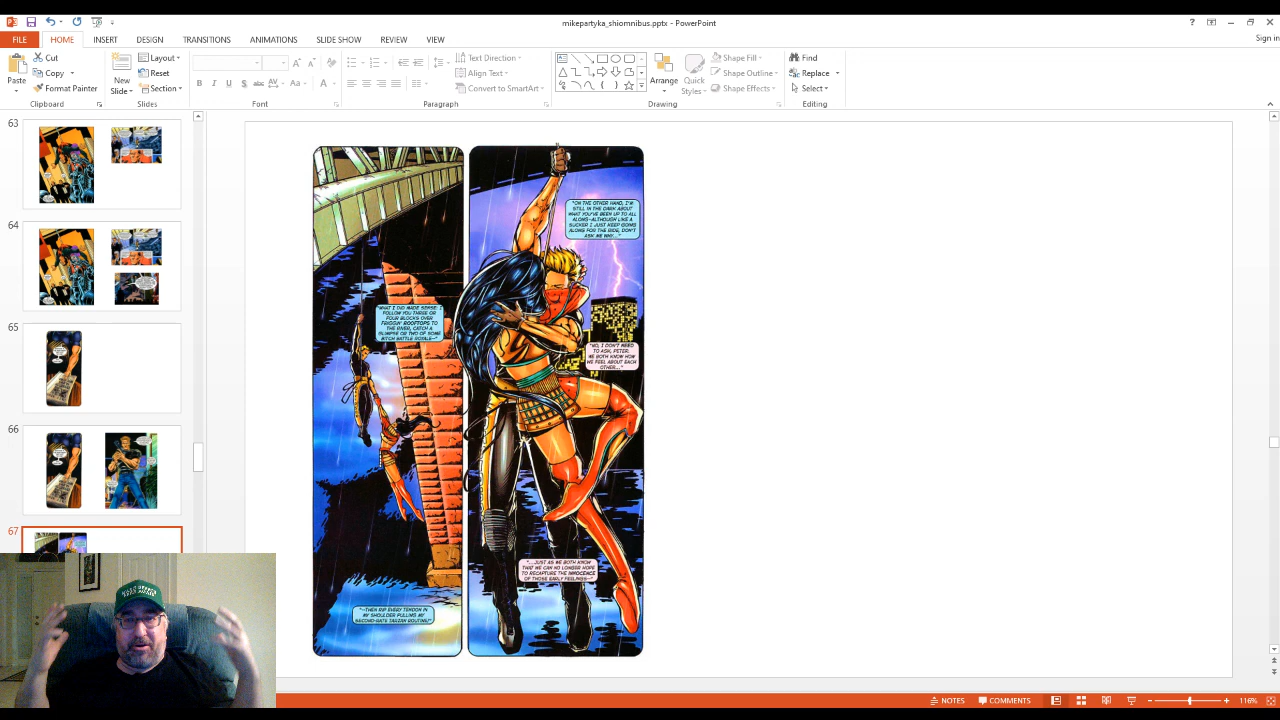 mikepartyka_shiomnibus.pptx - PowerPoint
Sign in
FILE HOME INSERT DESIGN TRANSITIONS ANIMATIONS SLIDE SHOW REVIEW VIEW
Paste
Cut
Copy
Format Painter
Clipboard
New
Slide
Layout
Reset
Section
Slides
Font
Text Direction
Align Text
Convert to SmartArt
Paragraph
Arrange
Quick
Styles
Shape Fill
Shape Outline
Shape Effects
Drawing
Find
Replace
Select
Editing
63
64
65
66
67
"WHAT I DID MADE SENSE: I
FOLLOW YOU THREE OR
FOUR BLOCKS OVER
FRIGGIN' ROOFTOPS TO
THE RIVER, CATCH A
GLIMPSE OR TWO OF SOME
BITCH BATTLE ROYALE--"
"--THEN RIP EVERY TENDON IN
MY SHOULDER PULLING MY
SECOND-RATE TARZAN ROUTINE!"
"ON THE OTHER HAND, I'M
STILL IN THE DARK ABOUT
WHAT YOU'VE BEEN UP TO ALL
ALONG--ALTHOUGH LIKE A
SUCKER I JUST KEEP GOING
ALONG FOR THE RIDE, DON'T
ASK ME WHY..."
"NO, I DON'T NEED
TO ASK, PETER.
WE BOTH KNOW HOW
WE FEEL ABOUT EACH
OTHER..."
"...JUST AS WE BOTH KNOW
THAT WE CAN NO LONGER HOPE
TO RECAPTURE THE INNOCENCE
OF THOSE EARLY FEELINGS--"
NOTES COMMENTS 116%